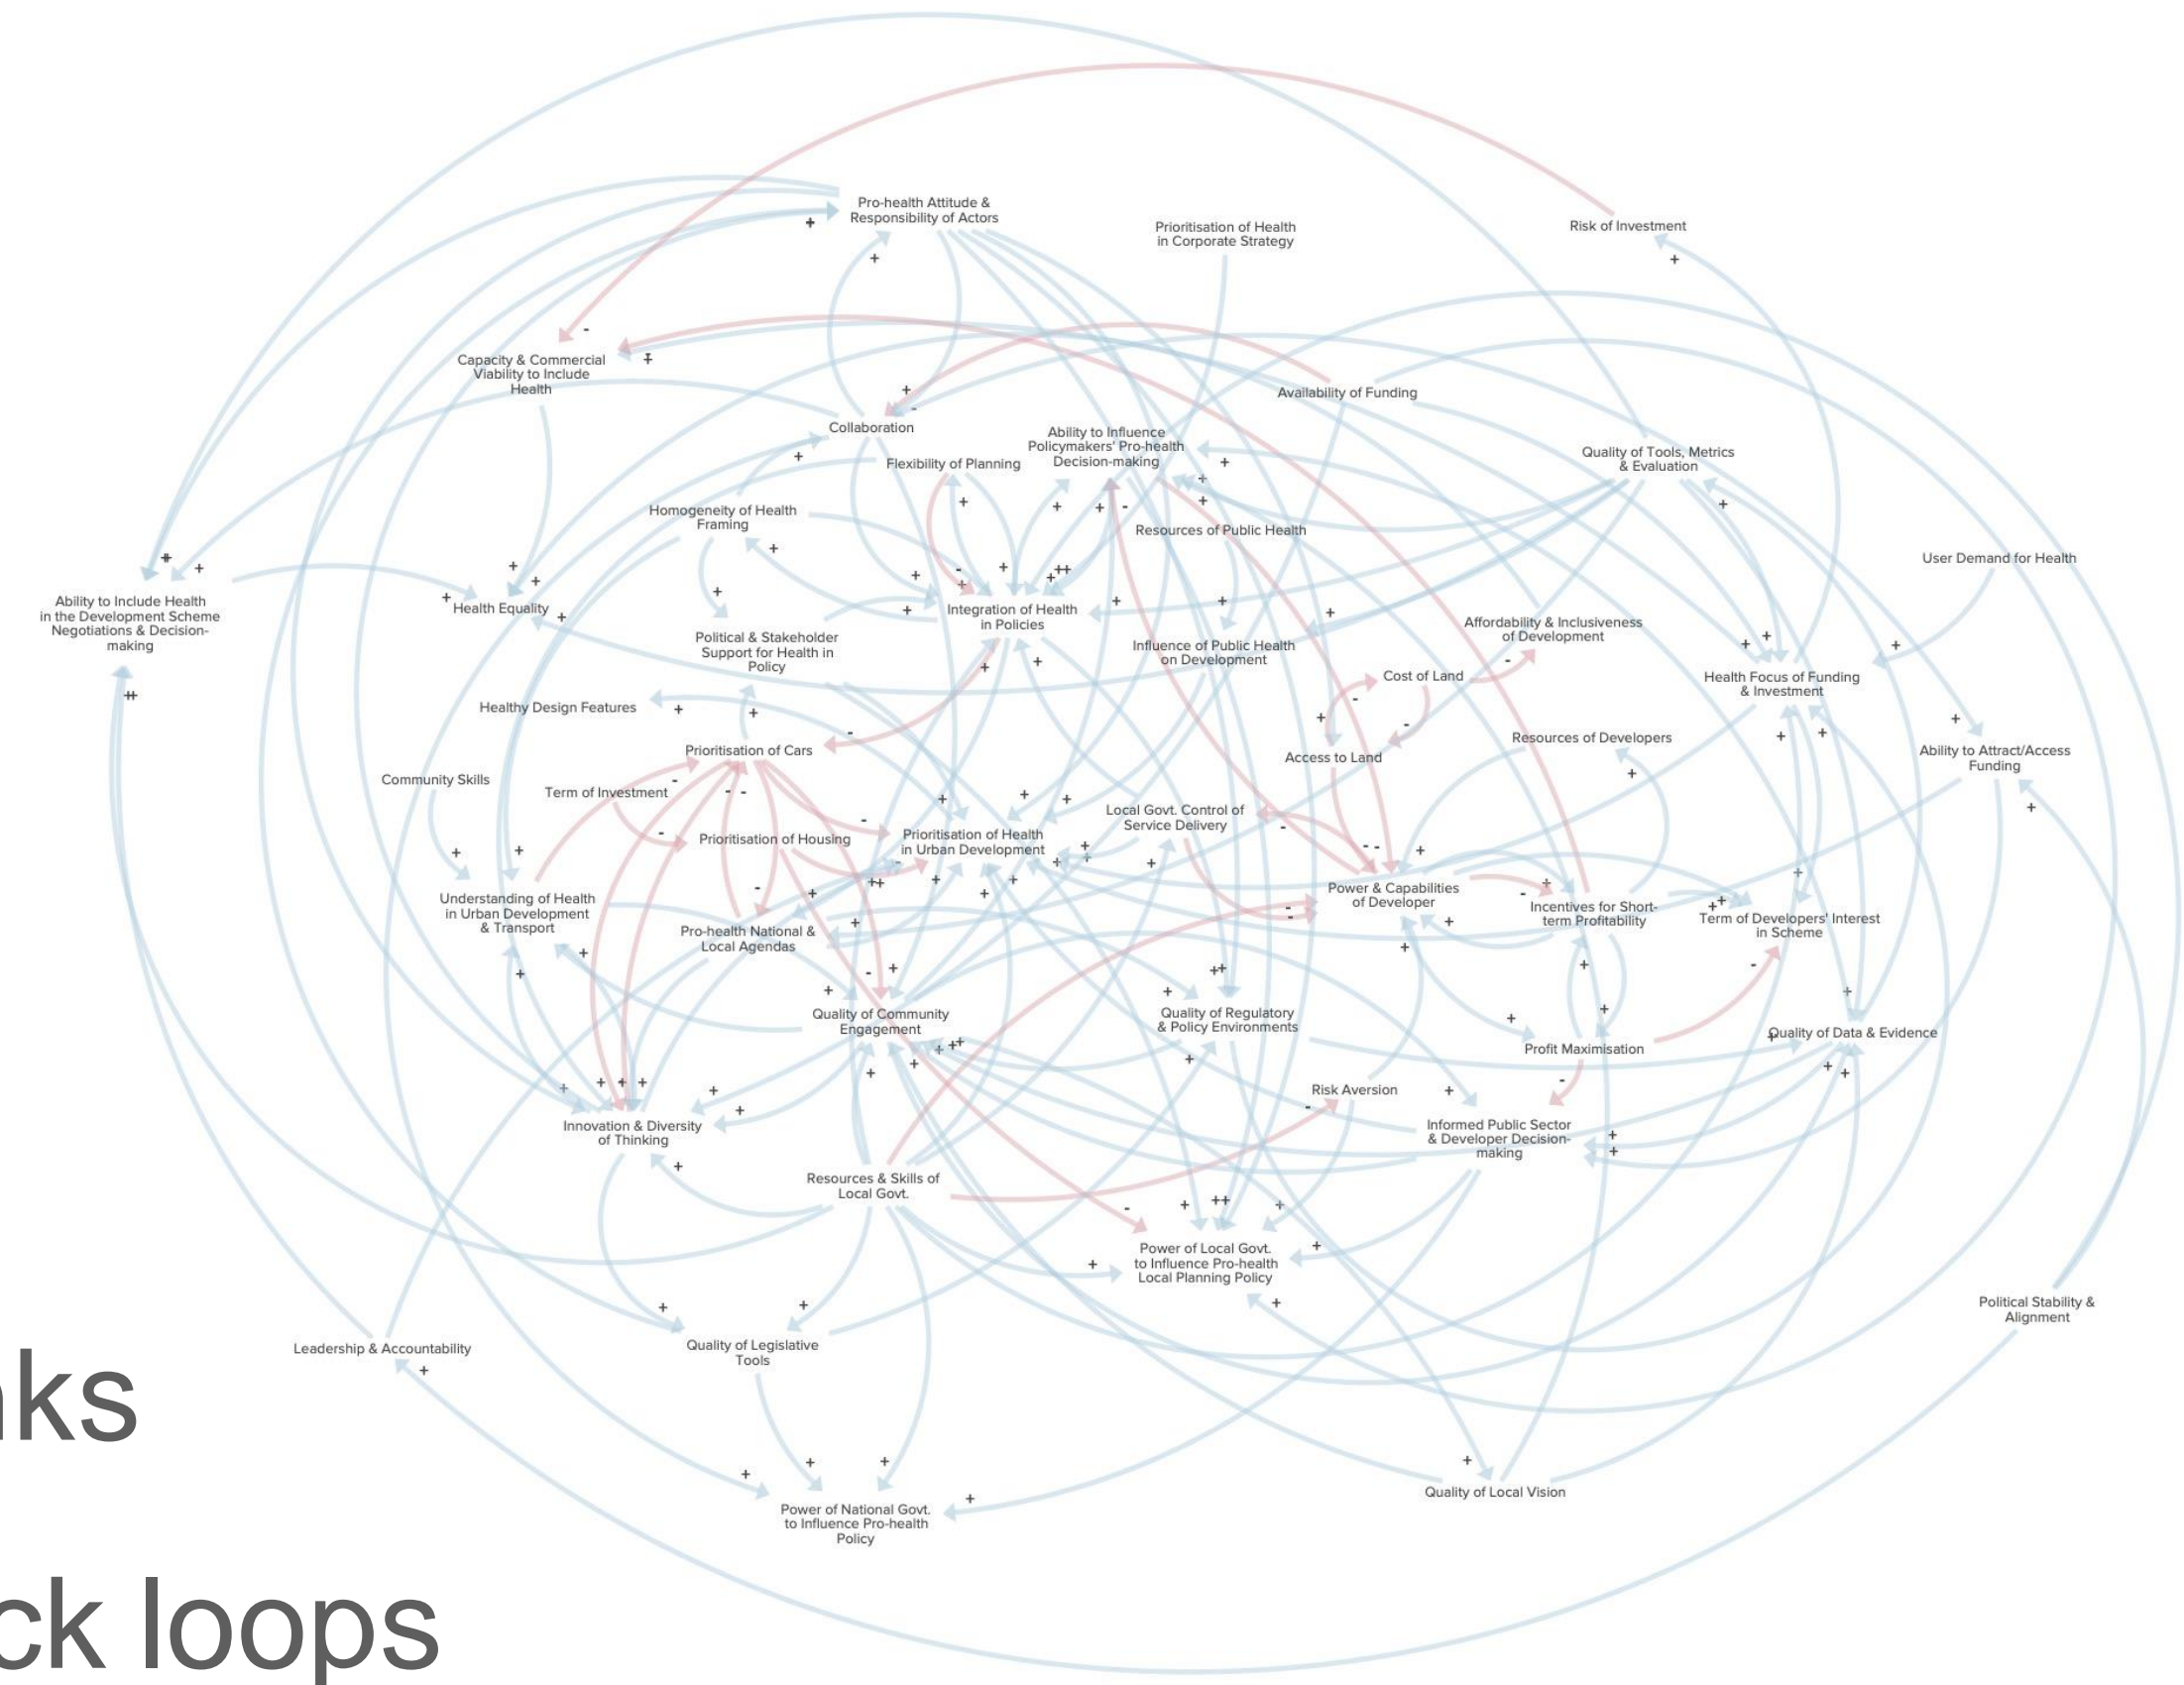 Pro-health Attitude &
Responsibility of Actors
Prioritisation of Health
in Corporate Strategy
Risk of Investment
Capacity & Commercial
Viability to Include
Health
Availability of Funding
Collaboration
Ability to Influence
Policymakers' Pro-health
Decision-making
Flexibility of Planning
Quality of Tools, Metrics
& Evaluation
Homogeneity of Health
Framing
Resources of Public Health
User Demand for Health
Ability to Include Health
in the Development Scheme
Negotiations & Decision-
making
Health Equality
Integration of Health
in Policies
Political & Stakeholder
Support for Health in
Policy
Influence of Public Health
on Development
Affordability & Inclusiveness
of Development
Cost of Land
Health Focus of Funding
& Investment
Healthy Design Features
Prioritisation of Cars
Access to Land
Resources of Developers
Ability to Attract/Access
Funding
Community Skills
Term of Investment
Prioritisation of Housing
Prioritisation of Health
in Urban Development
Local Govt. Control of
Service Delivery
Understanding of Health
in Urban Development
& Transport
Pro-health National &
Local Agendas
Power & Capabilities
of Developer
Incentives for Short-
term Profitability
Term of Developers' Interest
in Scheme
Quality of Community
Engagement
Quality of Regulatory
& Policy Environments
Profit Maximisation
Quality of Data & Evidence
Risk Aversion
Innovation & Diversity
of Thinking
Informed Public Sector
& Developer Decision-
making
Resources & Skills of
Local Govt.
Power of Local Govt.
to Influence Pro-health
Local Planning Policy
Political Stability &
Alignment
Leadership & Accountability
Quality of Legislative
Tools
Quality of Local Vision
Power of National Govt.
to Influence Pro-health
Policy
ks
ck loops